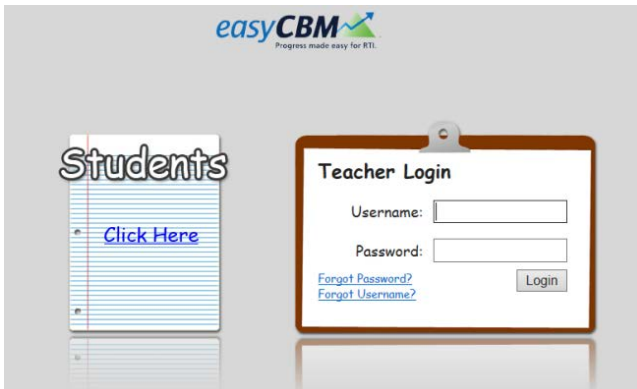 easyCBM
Progress made easy for RTI.
Students
Click Here
Teacher Login
Username:
Password:
Forgot Password?
Login
Forgot Username?